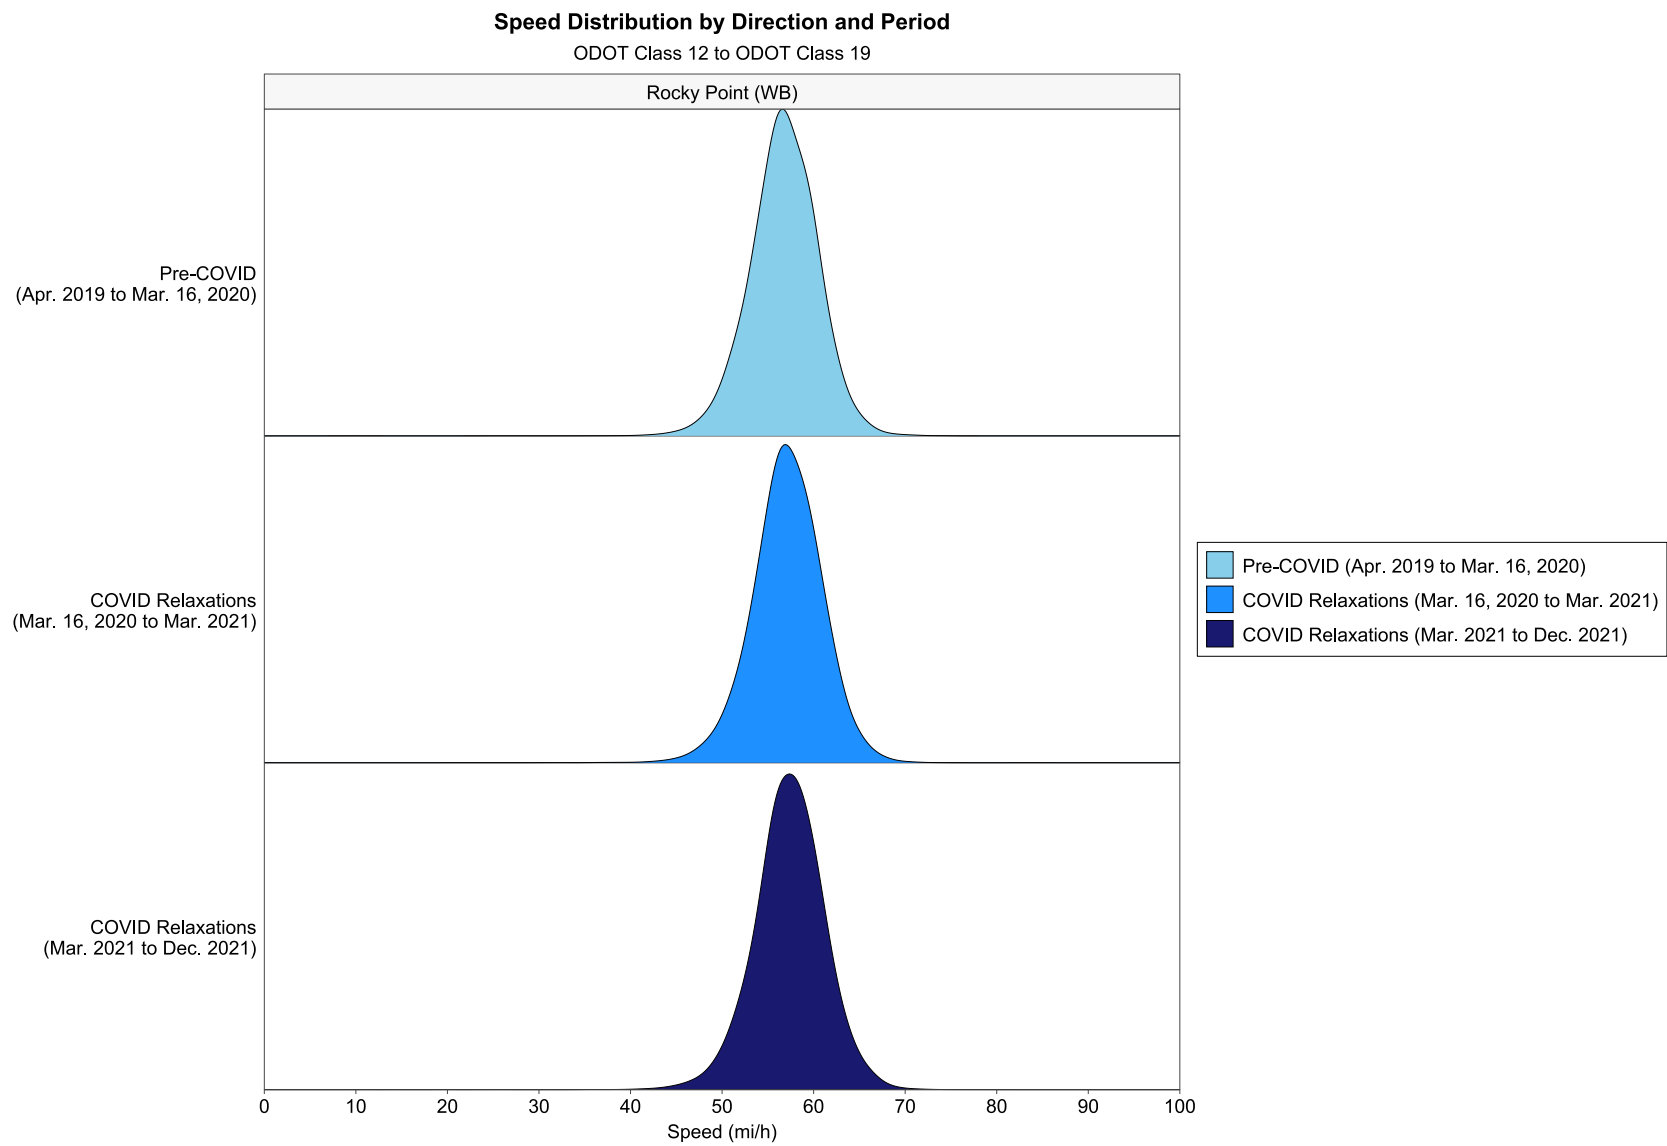 Speed Distribution by Direction and Period
ODOT Class 12 to ODOT Class 19
Rocky Point (WB)
Pre-COVID
(Apr. 2019 to Mar. 16, 2020)
COVID Relaxations
(Mar. 16, 2020 to Mar. 2021)
COVID Relaxations
(Mar. 2021 to Dec. 2021)
0 10 20 30 40 50 60 70 80 90 100
Speed (mi/h)
Pre-COVID (Apr. 2019 to Mar. 16, 2020)
COVID Relaxations (Mar. 16, 2020 to Mar. 2021)
COVID Relaxations (Mar. 2021 to Dec. 2021)